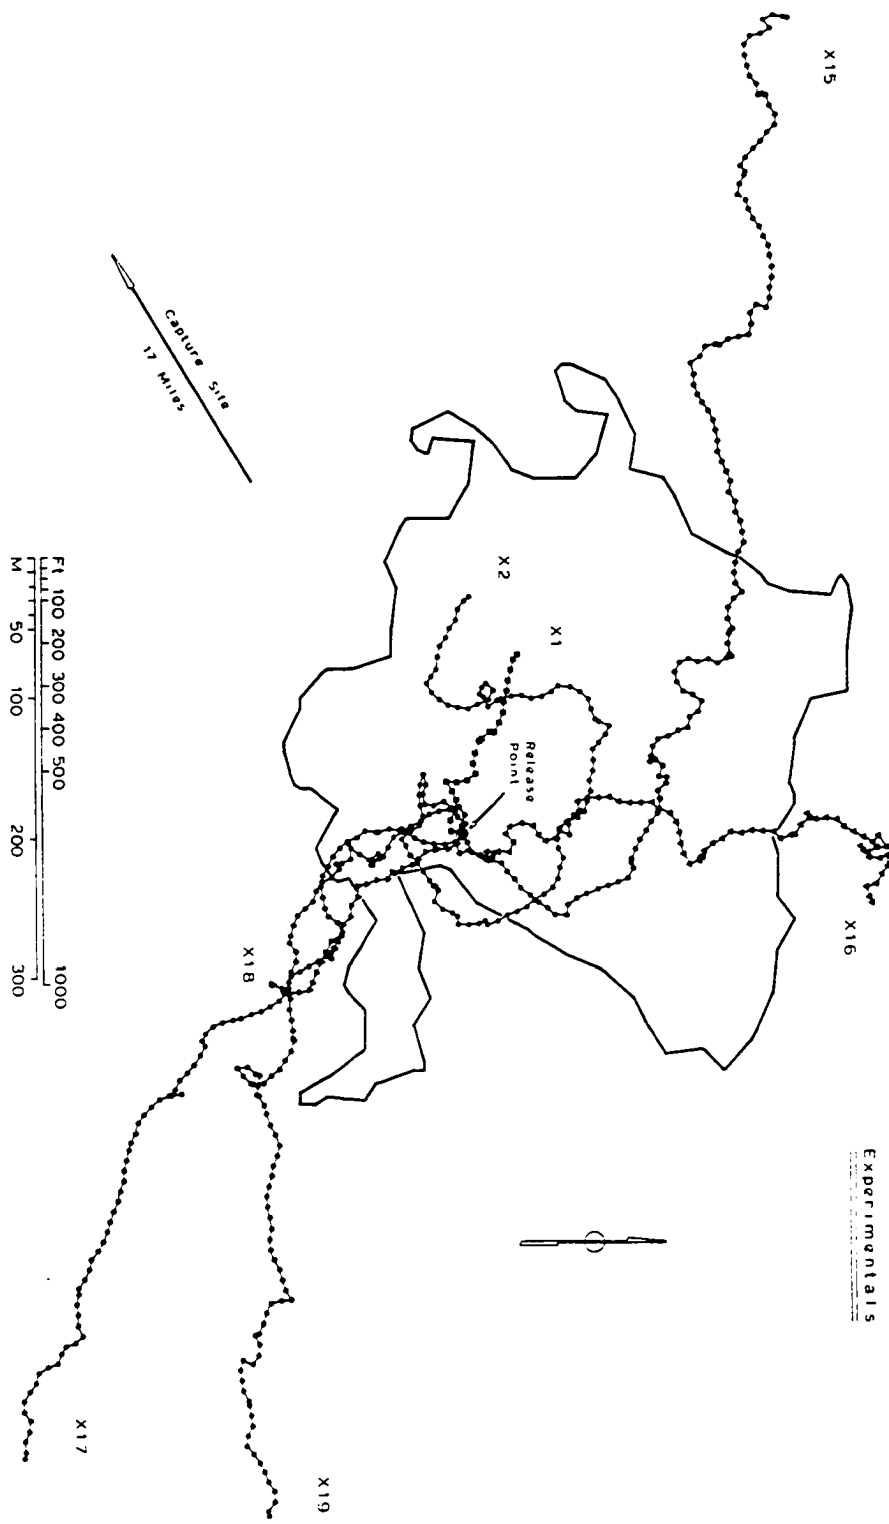 Experimentals
X15
X16
Capture Site
17 Miles
X2
X1
Release
Point
X18
X17
X19
Ft 100 200 300 400 500 1000
M 50 100 200 300